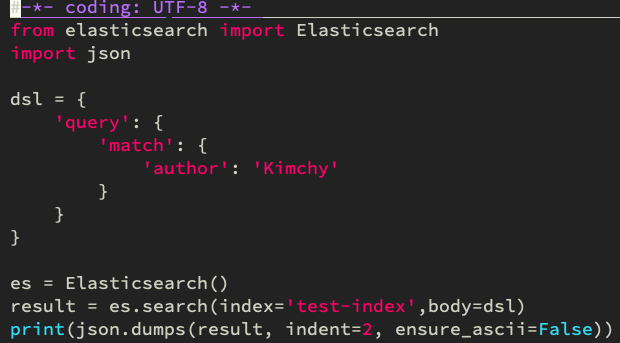 #-*- coding: UTF-8 -*-
from elasticsearch import Elasticsearch
import json

dsl = {
    'query': {
        'match': {
            'author': 'Kimchy'
        }
    }
}

es = Elasticsearch()
result = es.search(index='test-index',body=dsl)
print(json.dumps(result, indent=2, ensure_ascii=False))